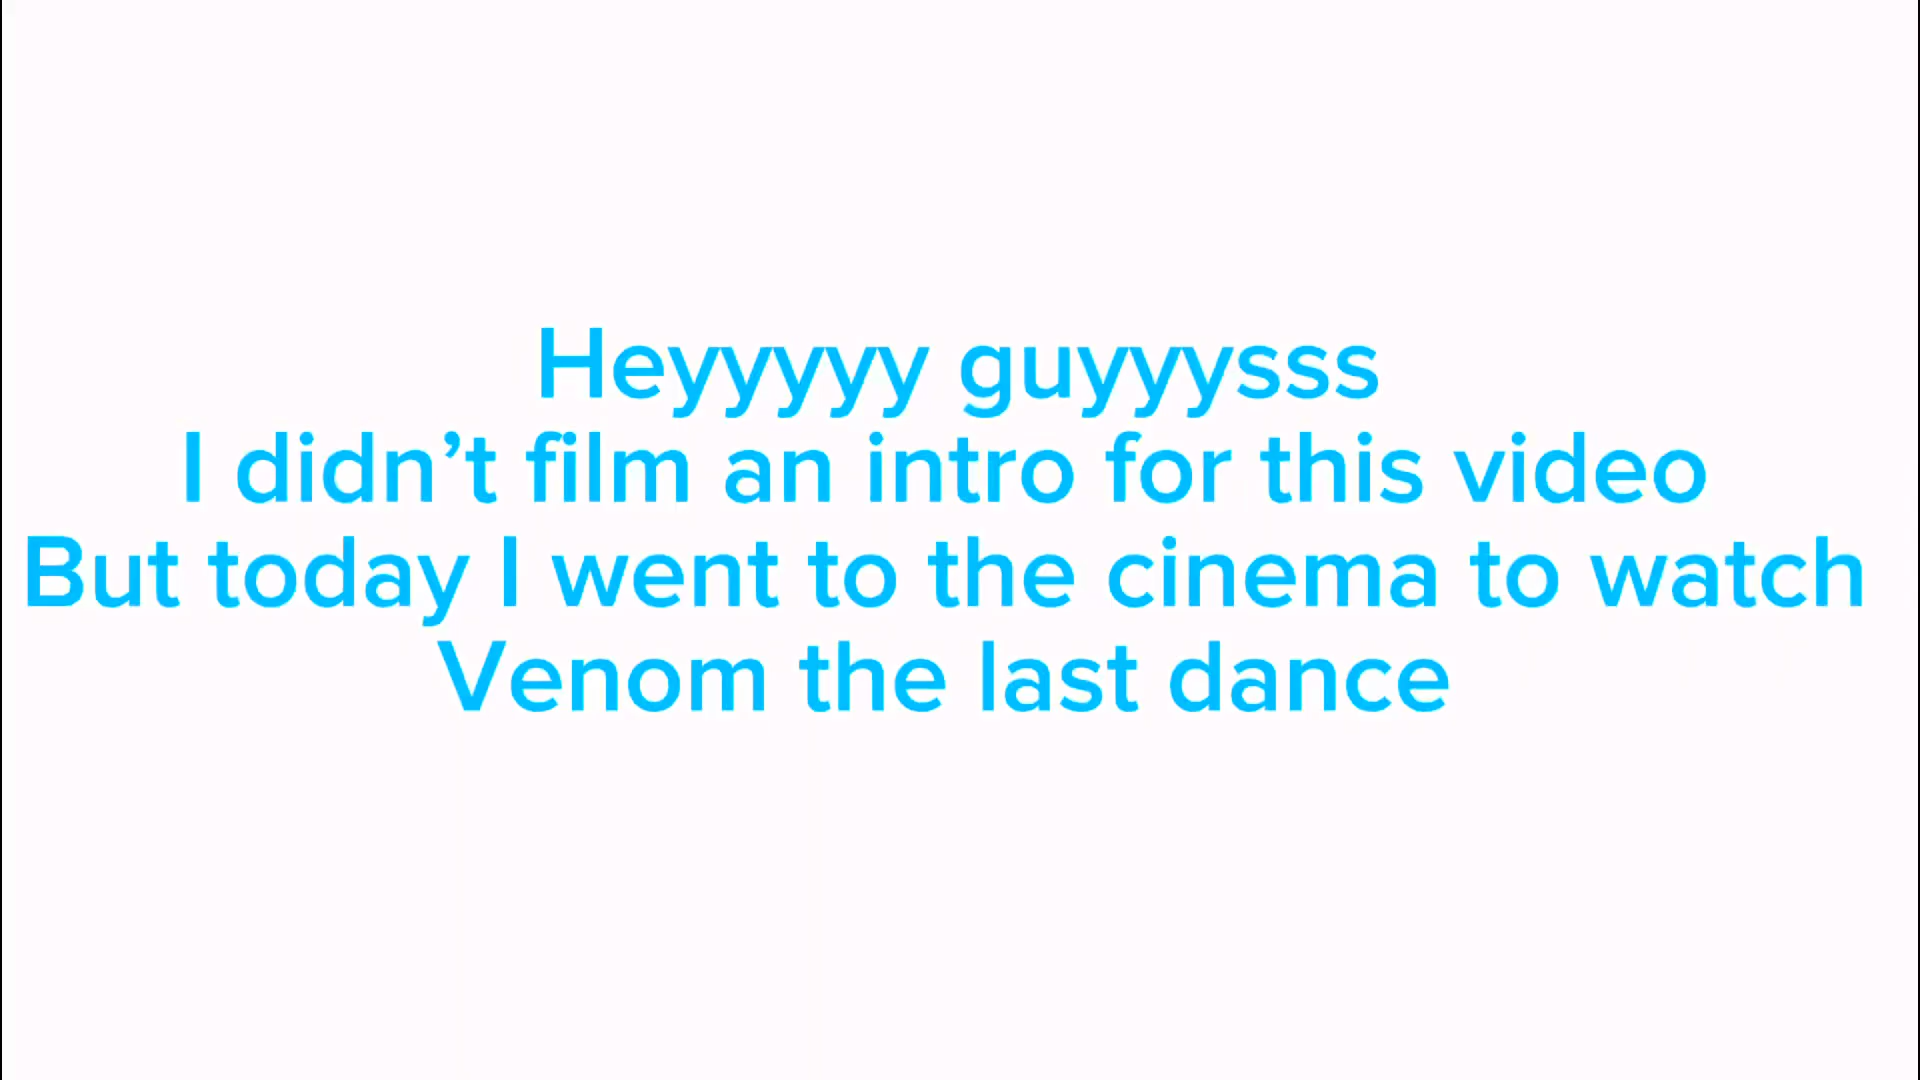 Heyyyyy guyyysss
I didn’t film an intro for this video
But today I went to the cinema to watch
Venom the last dance